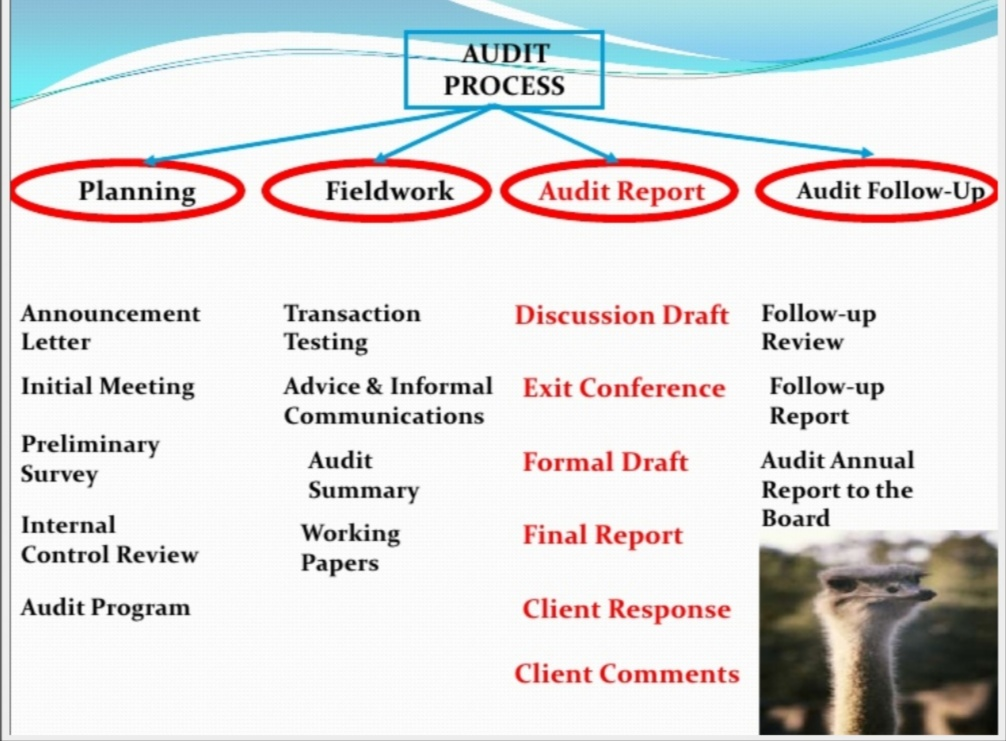 AUDIT
PROCESS
Planning
Fieldwork
Audit Report
Audit Follow-Up
Announcement
Letter
Initial Meeting
Preliminary
Survey
Internal
Control Review
Audit Program
Transaction
Testing
Advice & Informal
Communications
Audit
Summary
Working
Papers
Discussion Draft
Exit Conference
Formal Draft
Final Report
Client Response
Client Comments
Follow-up
Review
Follow-up
Report
Audit Annual
Report to the
Board